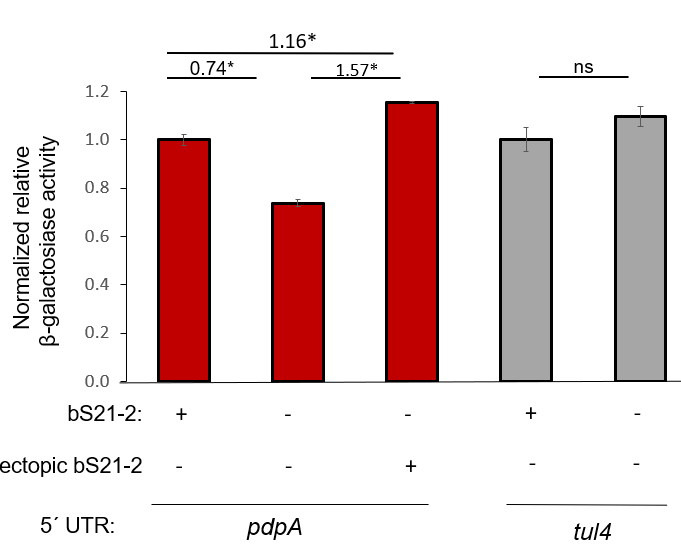 1.16*
0.74*
1.57*
ns
Normalized relative
β-galactosiase activity
1.2
1.0
0.8
0.6
0.4
0.2
0.0
bS21-2: + - - + -
ectopic bS21-2 - - + - -
5´ UTR: pdpA tul4